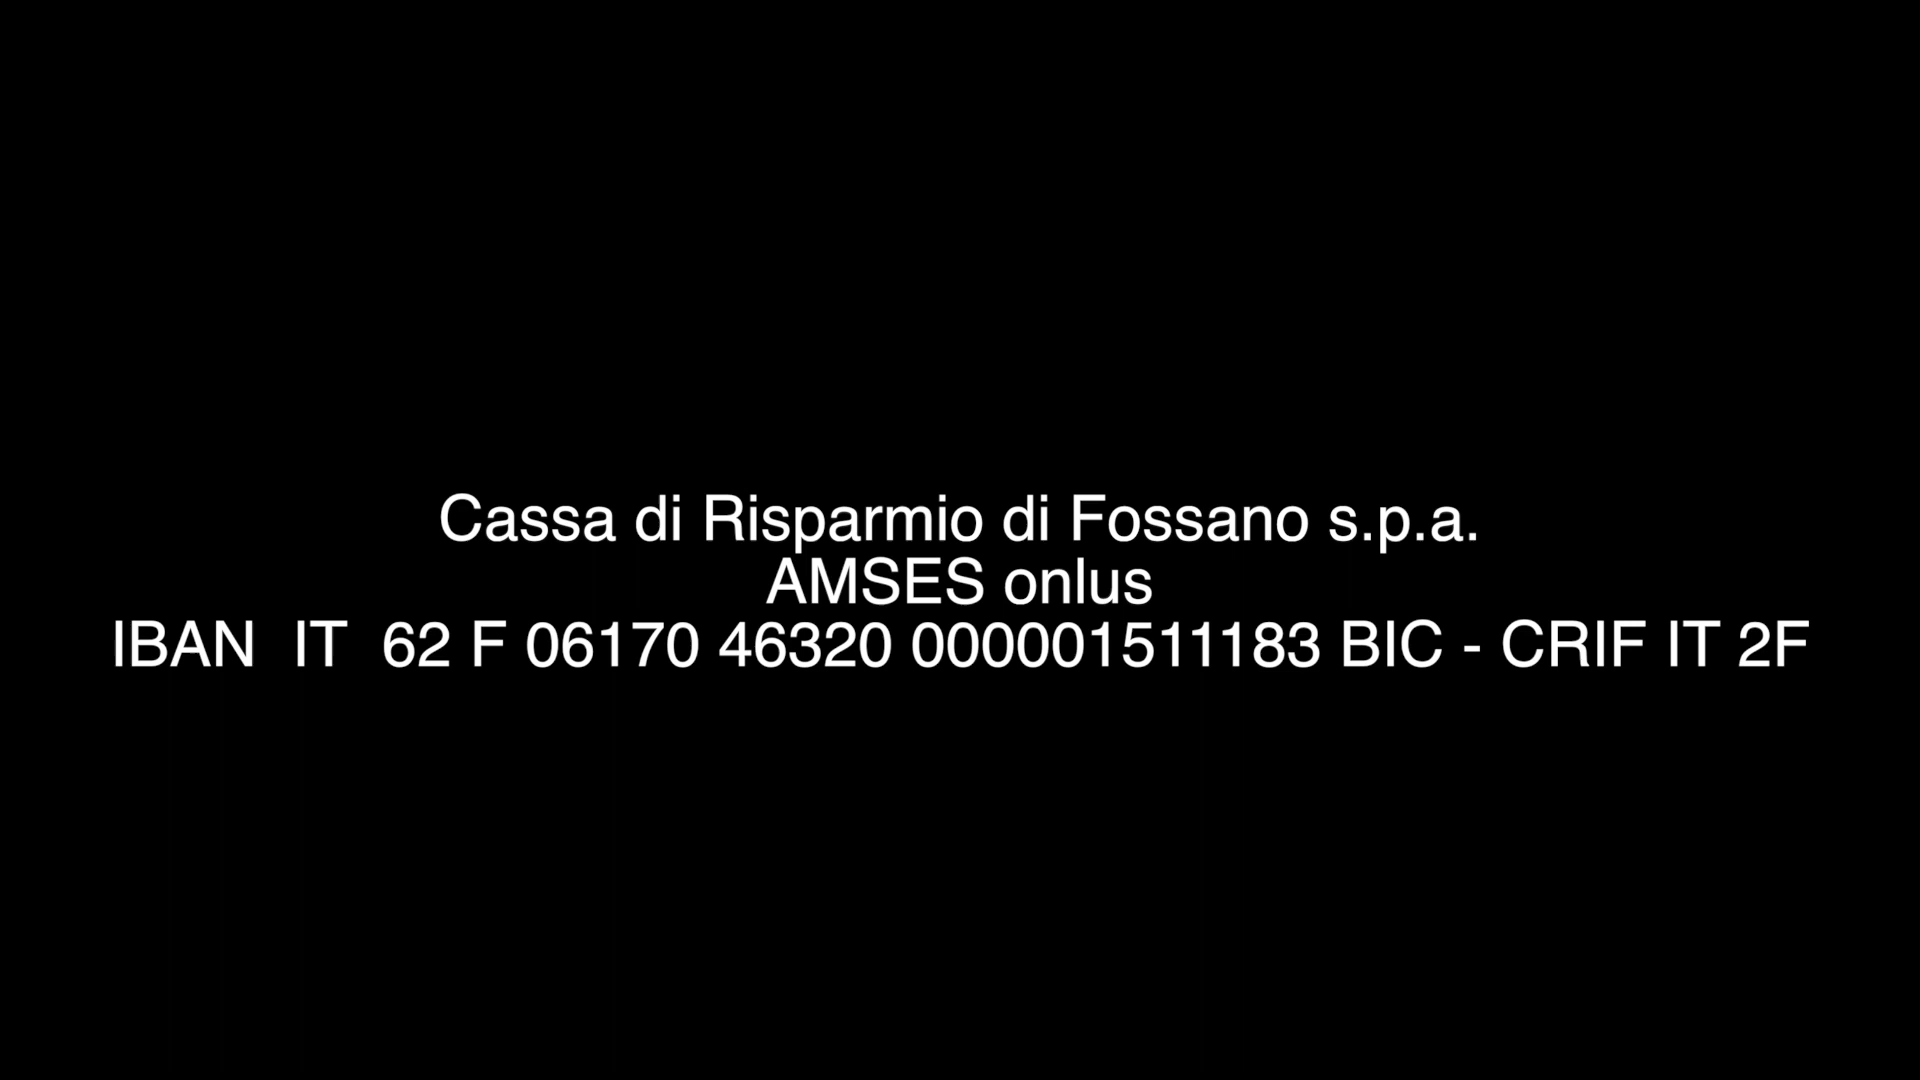 Cassa di Risparmio di Fossano s.p.a.
AMSES onlus
IBAN  IT  62 F 06170 46320 000001511183 BIC - CRIF IT 2F